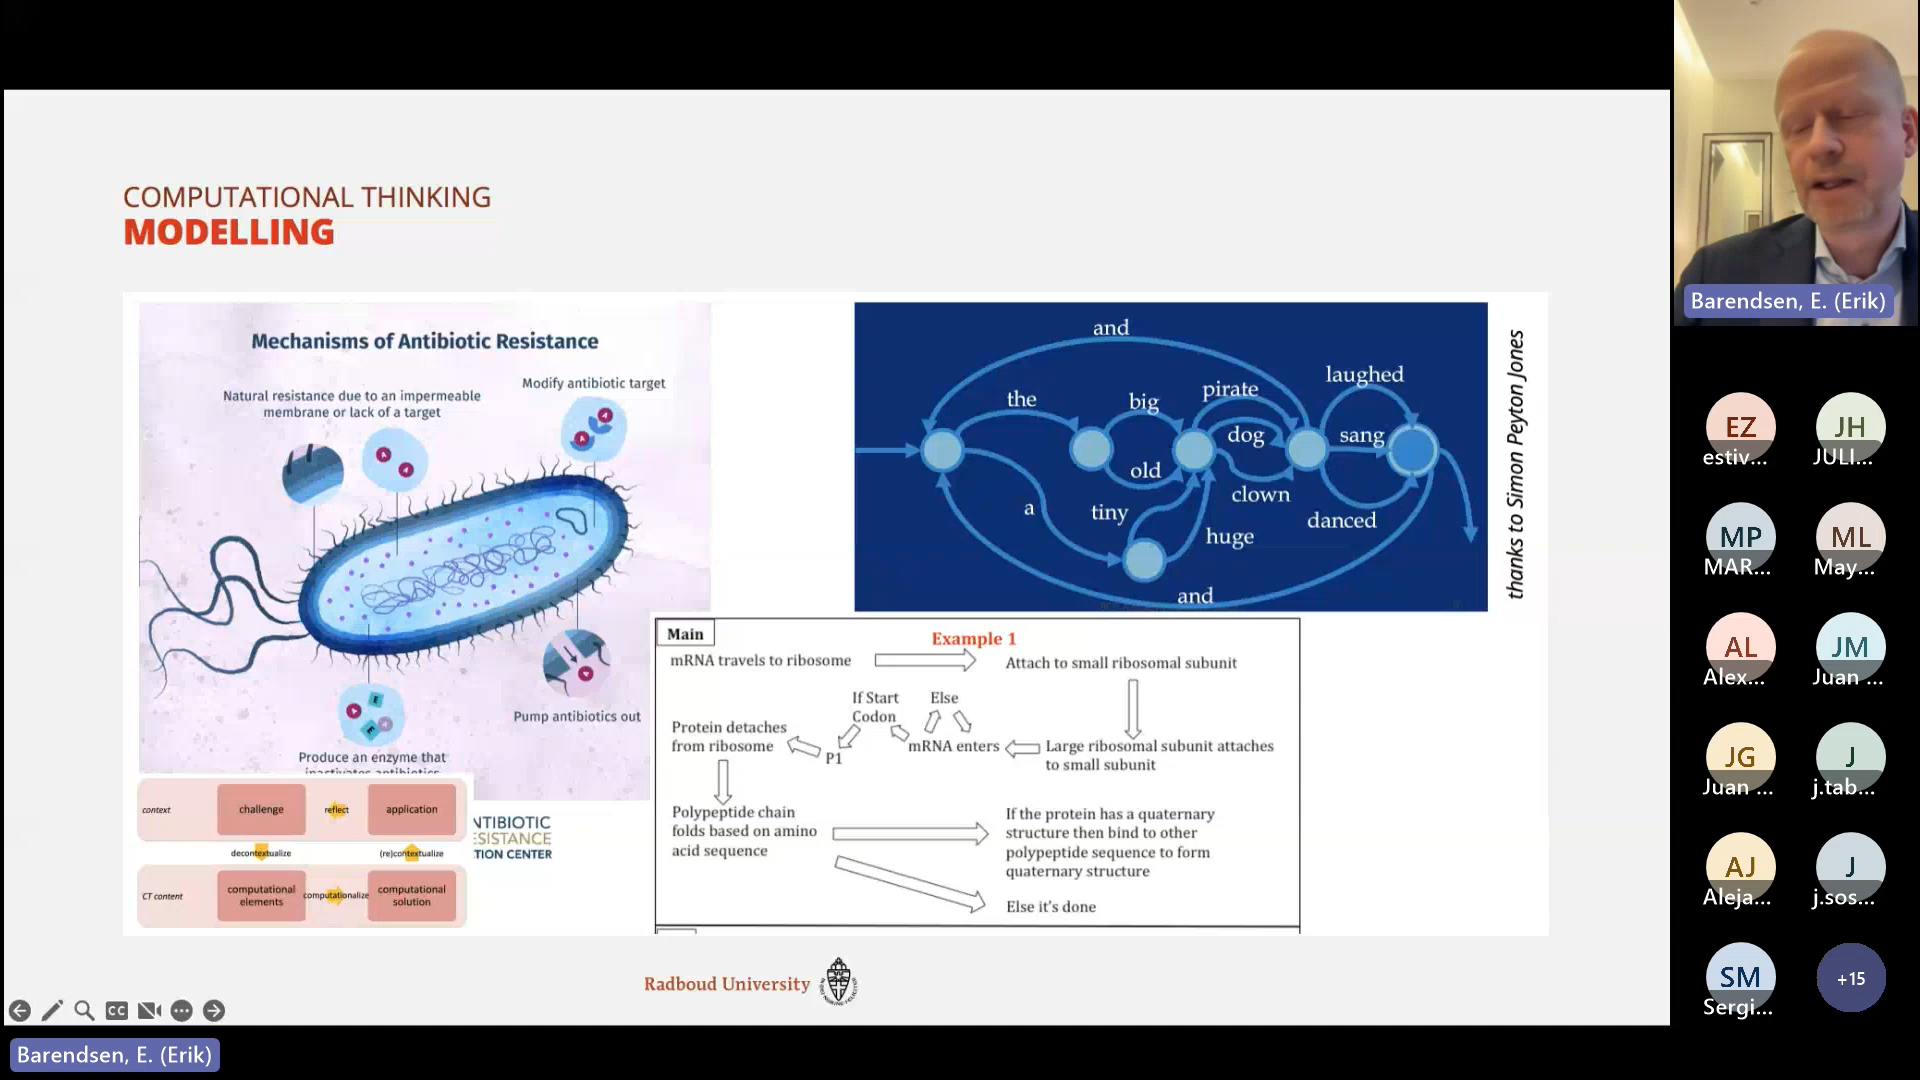 COMPUTATIONAL THINKING
MODELLING
Mechanisms of Antibiotic Resistance
Natural resistance due to an impermeable
membrane or lack of a target
Modify antibiotic target
A
A
A
A
Pump antibiotics out
A
Produce an enzyme that
A
E
E
A
context
challenge
reflect
application
decontextualize
(re)contextualize
CT content
computational
elements
computationalize
computational
solution
NTIBIOTIC
ESISTANCE
TION CENTER
and
the
big
pirate
laughed
dog
sang
old
a
tiny
clown
danced
huge
and
thanks to Simon Peyton Jones
Main
Example 1
mRNA travels to ribosome
Attach to small ribosomal subunit
If Start
Codon
Else
Protein detaches
from ribosome
P1
mRNA enters
Large ribosomal subunit attaches
to small subunit
Polypeptide chain
folds based on amino
acid sequence
If the protein has a quaternary
structure then bind to other
polypeptide sequence to form
quaternary structure
Else it's done
Radboud University
CC
Barendsen, E. (Erik)
Barendsen, E. (Erik)
EZ
estiv...
JH
JULI...
MP
MAR...
ML
May...
AL
Alex...
JM
Juan ...
JG
Juan ...
J
j.tab...
AJ
Aleja...
J
j.sos...
SM
Sergi...
+15